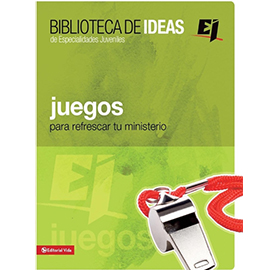 BIBLIOTECA DE IDEAS
de Especialidades Juveniles
EJ
juegos
para refrescar tu ministerio
EJ
juegos
Editorial Vida